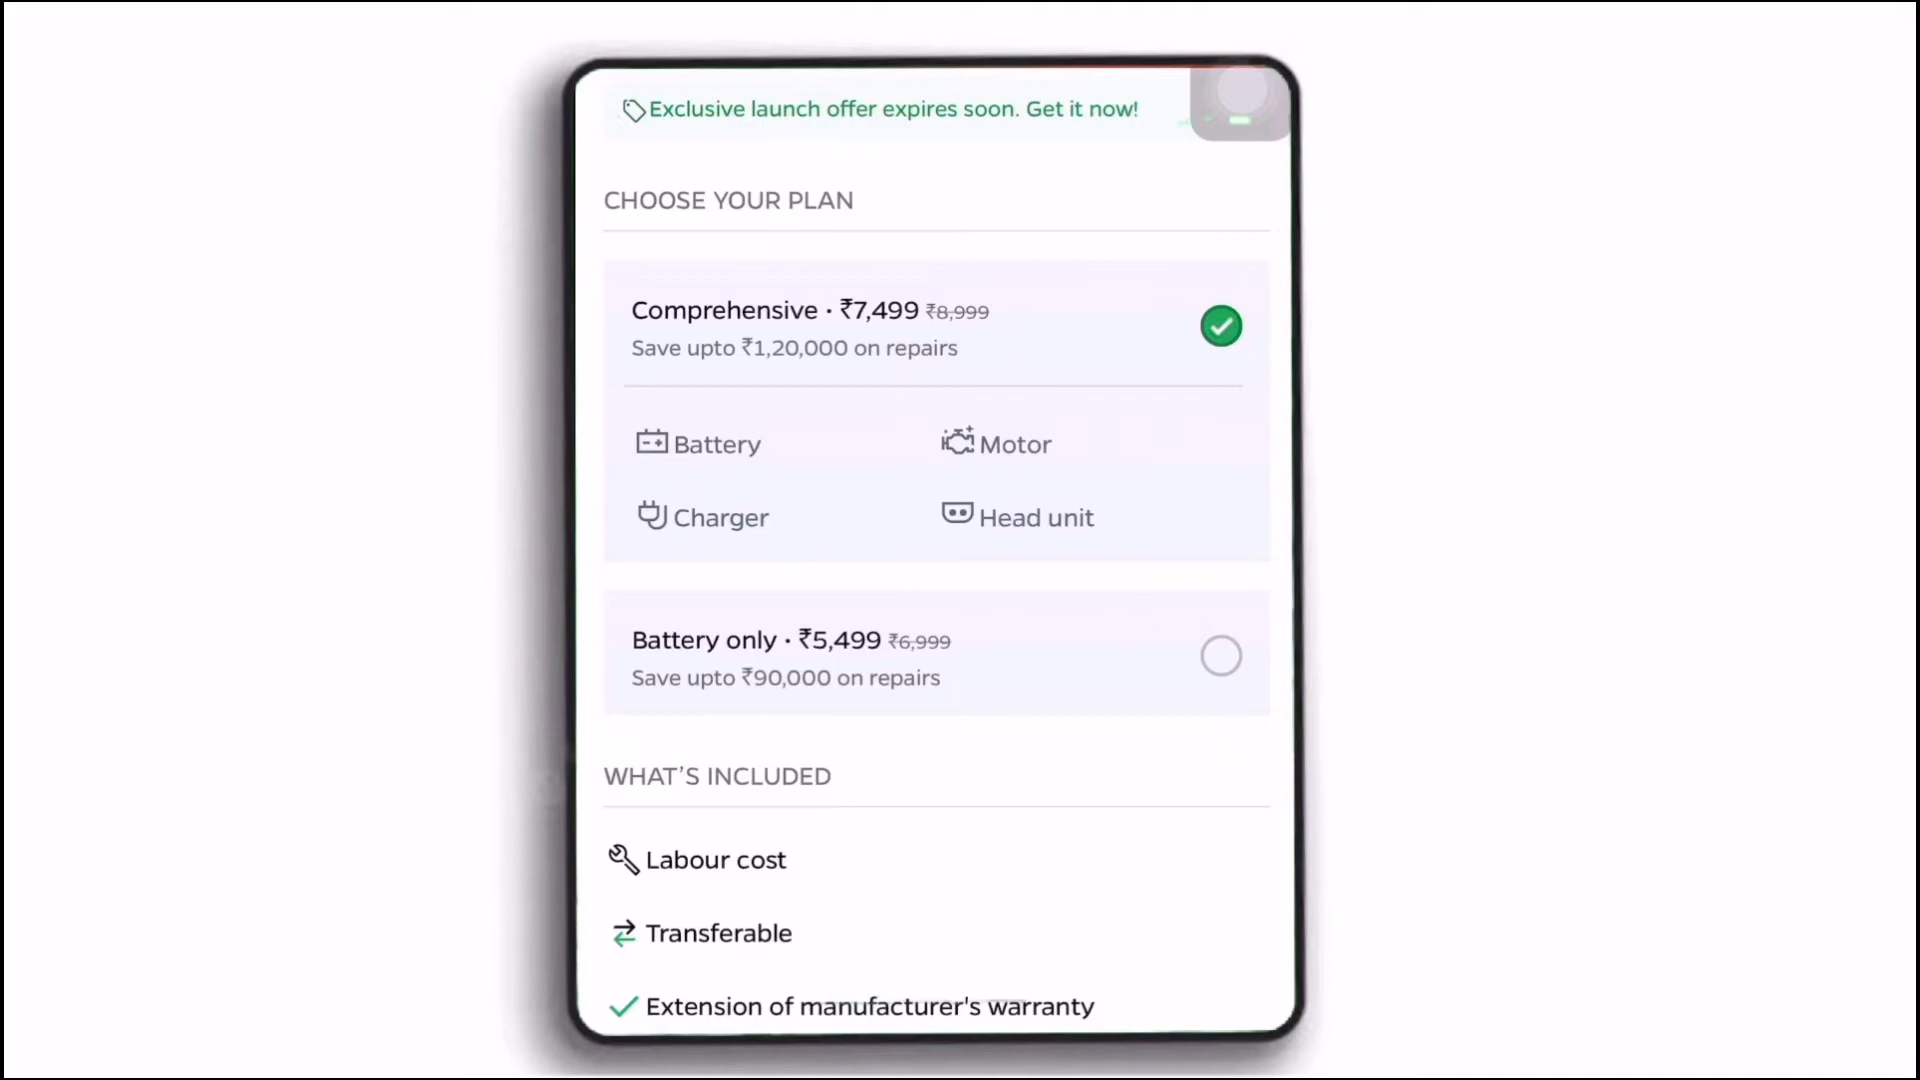 Exclusive launch offer expires soon. Get it now!
CHOOSE YOUR PLAN
Comprehensive · ₹7,499 ₹8,999
Save upto ₹1,20,000 on repairs
Battery Motor
Charger Head unit
Battery only · ₹5,499 ₹6,999
Save upto ₹90,000 on repairs
WHAT'S INCLUDED
Labour cost
Transferable
Extension of manufacturer's warranty